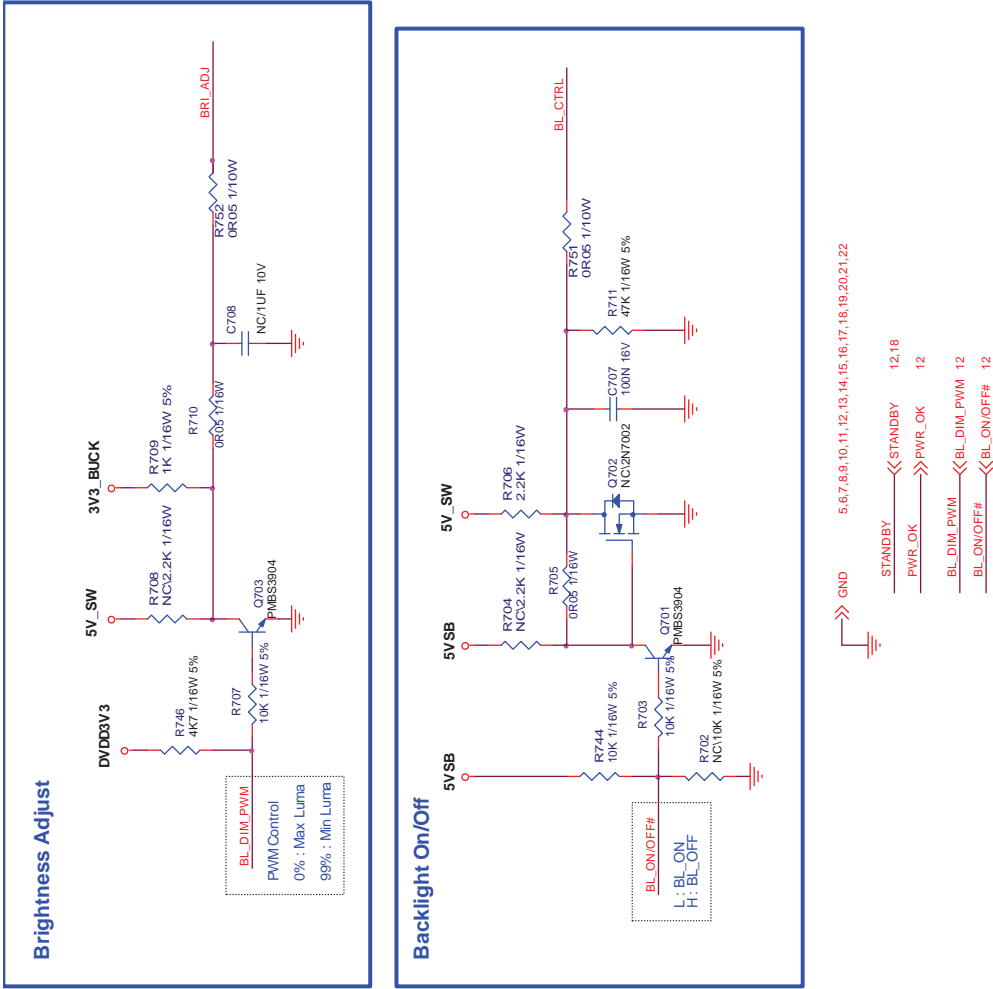 Brightness Adjust
DVDD3V3
R746
4K7 1/16W 5%
5V_SW
R708
NC\2.2K 1/16W
3V3_BUCK
R709
1K 1/16W 5%
BL_DIM_PWM
PWM Control
0% : Max Luma
99% : Min Luma
R707
10K 1/16W 5%
Q703
PMBS3904
R710
0R05 1/16W
C708
NC/1UF 10V
R752
0R05 1/10W
BRI_ADJ
Backlight On/Off
5VSB
R744
10K 1/16W 5%
5VSB
R704
NC\2.2K 1/16W
5V_SW
R706
2.2K 1/16W
BL_ON/OFF#
L : BL_ON
H : BL_OFF
R703
10K 1/16W 5%
R702
NC\10K 1/16W 5%
Q701
PMBS3904
R705
0R05 1/16W
Q702
NC\2N7002
C707
100N 16V
R711
47K 1/16W 5%
R751
0R05 1/10W
BL_CTRL
GND 5,6,7,8,9,10,11,12,13,14,15,16,17,18,19,20,21,22
STANDBY STANDBY 12,18
PWR_OK PWR_OK 12
BL_DIM_PWM BL_DIM_PWM 12
BL_ON/OFF# BL_ON/OFF# 12